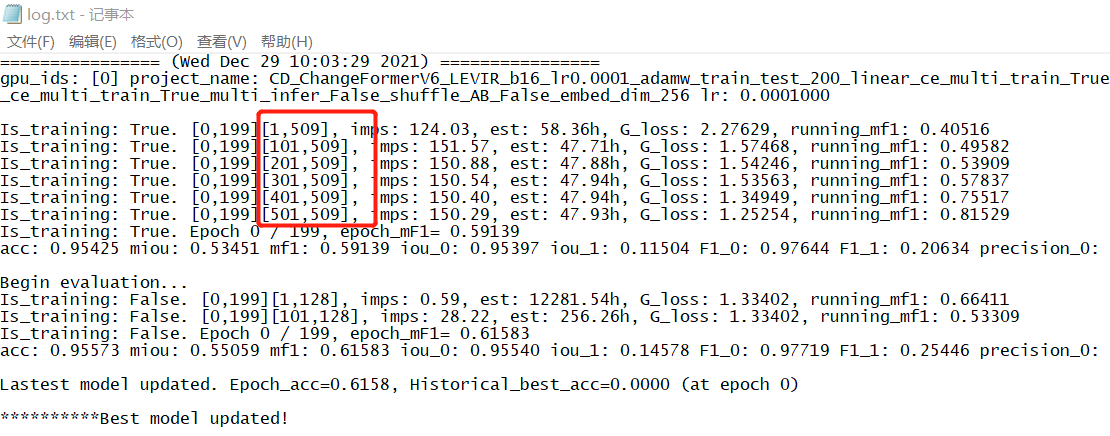 log.txt - 记事本
文件(F) 编辑(E) 格式(O) 查看(V) 帮助(H)
================ (Wed Dec 29 10:03:29 2021) ================
gpu_ids: [0] project_name: CD_ChangeFormerV6_LEVIR_b16_lr0.0001_adamw_train_test_200_linear_ce_multi_train_True
_ce_multi_train_True_multi_infer_False_shuffle_AB_False_embed_dim_256 lr: 0.0001000
Is_training: True. [0,199][1,509], imps: 124.03, est: 58.36h, G_loss: 2.27629, running_mf1: 0.40516
Is_training: True. [0,199][101,509], imps: 151.57, est: 47.71h, G_loss: 1.57468, running_mf1: 0.49582
Is_training: True. [0,199][201,509], imps: 150.88, est: 47.88h, G_loss: 1.54246, running_mf1: 0.53909
Is_training: True. [0,199][301,509], imps: 150.54, est: 47.94h, G_loss: 1.53563, running_mf1: 0.57837
Is_training: True. [0,199][401,509], imps: 150.40, est: 47.94h, G_loss: 1.34949, running_mf1: 0.75517
Is_training: True. [0,199][501,509], imps: 150.29, est: 47.93h, G_loss: 1.25254, running_mf1: 0.81529
Is_training: True. Epoch 0 / 199, epoch_mF1= 0.59139
acc: 0.95425 miou: 0.53451 mf1: 0.59139 iou_0: 0.95397 iou_1: 0.11504 F1_0: 0.97644 F1_1: 0.20634 precision_0:
Begin evaluation...
Is_training: False. [0,199][1,128], imps: 0.59, est: 12281.54h, G_loss: 1.33402, running_mf1: 0.66411
Is_training: False. [0,199][101,128], imps: 28.22, est: 256.26h, G_loss: 1.33402, running_mf1: 0.53309
Is_training: False. Epoch 0 / 199, epoch_mF1= 0.61583
acc: 0.95573 miou: 0.55059 mf1: 0.61583 iou_0: 0.95540 iou_1: 0.14578 F1_0: 0.97719 F1_1: 0.25446 precision_0:
Lastest model updated. Epoch_acc=0.6158, Historical_best_acc=0.0000 (at epoch 0)
**********Best model updated!